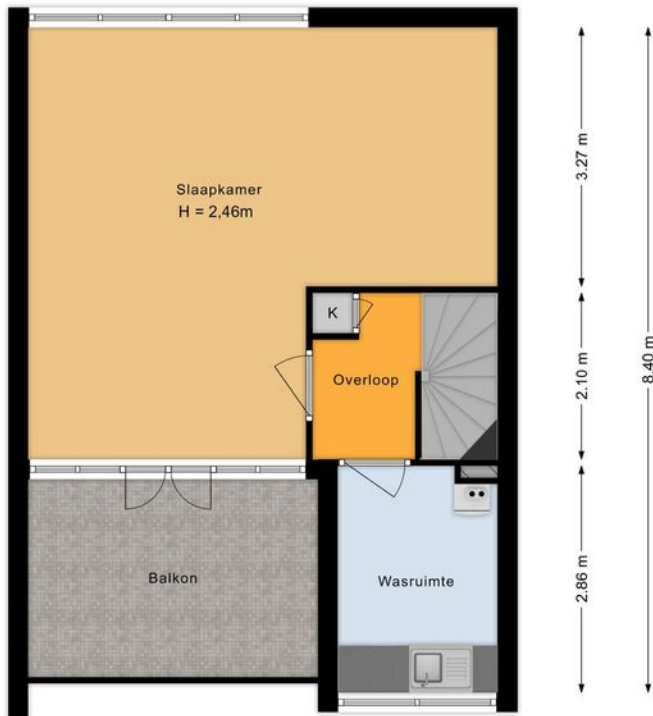 Slaapkamer
H = 2,46m
K
Overloop
Balkon
Wasruimte
3.27 m
2.10 m
2.86 m
8.40 m